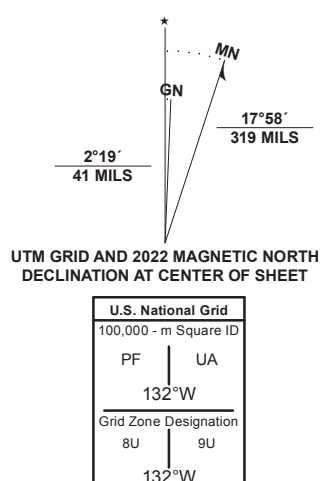 ★
MN
GN
17°58´
319 MILS
2°19´
41 MILS
UTM GRID AND 2022 MAGNETIC NORTH
DECLINATION AT CENTER OF SHEET
U.S. National Grid
100,000 - m Square ID
PF UA
132°W
Grid Zone Designation
8U 9U
132°W